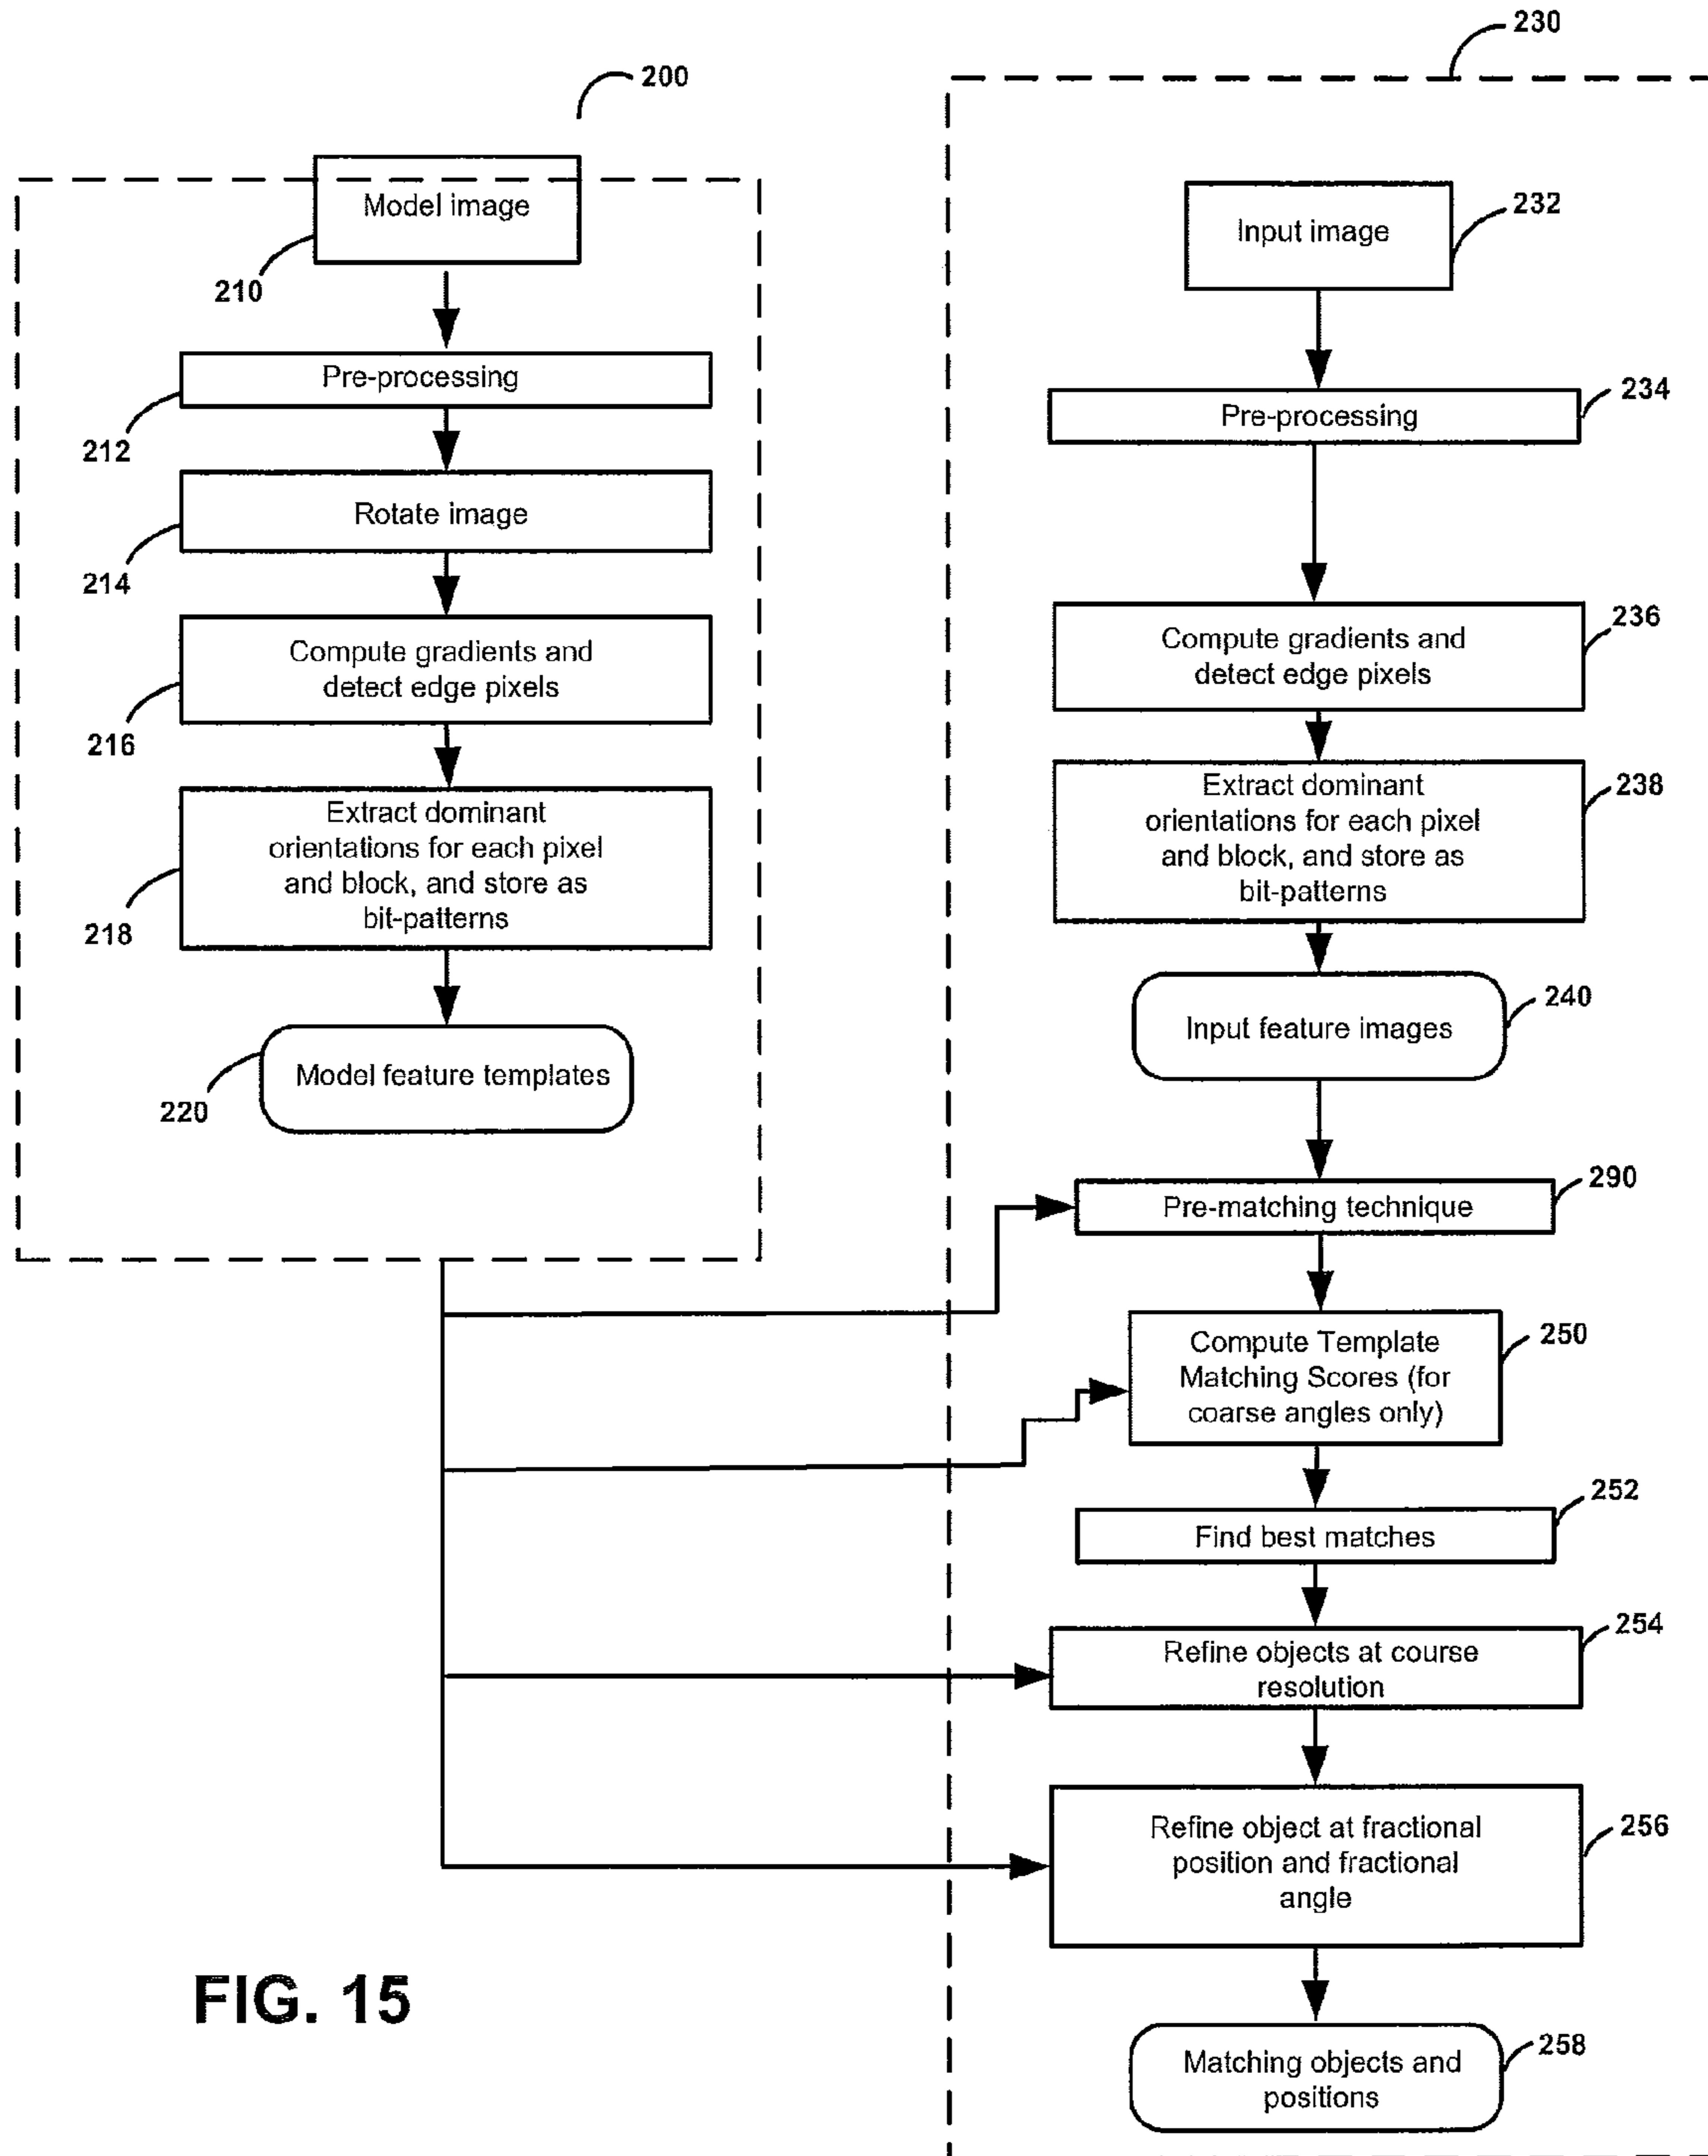 200
Model image
210
Pre-processing
212
Rotate image
214
Compute gradients and
detect edge pixels
216
Extract dominant
orientations for each pixel
and block, and store as
bit-patterns
218
Model feature templates
220
230
Input image
232
Pre-processing
234
Compute gradients and
detect edge pixels
236
Extract dominant
orientations for each pixel
and block, and store as
bit-patterns
238
Input feature images
240
Pre-matching technique
290
Compute Template
Matching Scores (for
coarse angles only)
250
Find best matches
252
Refine objects at course
resolution
254
Refine object at fractional
position and fractional
angle
256
Matching objects and
positions
258
FIG. 15